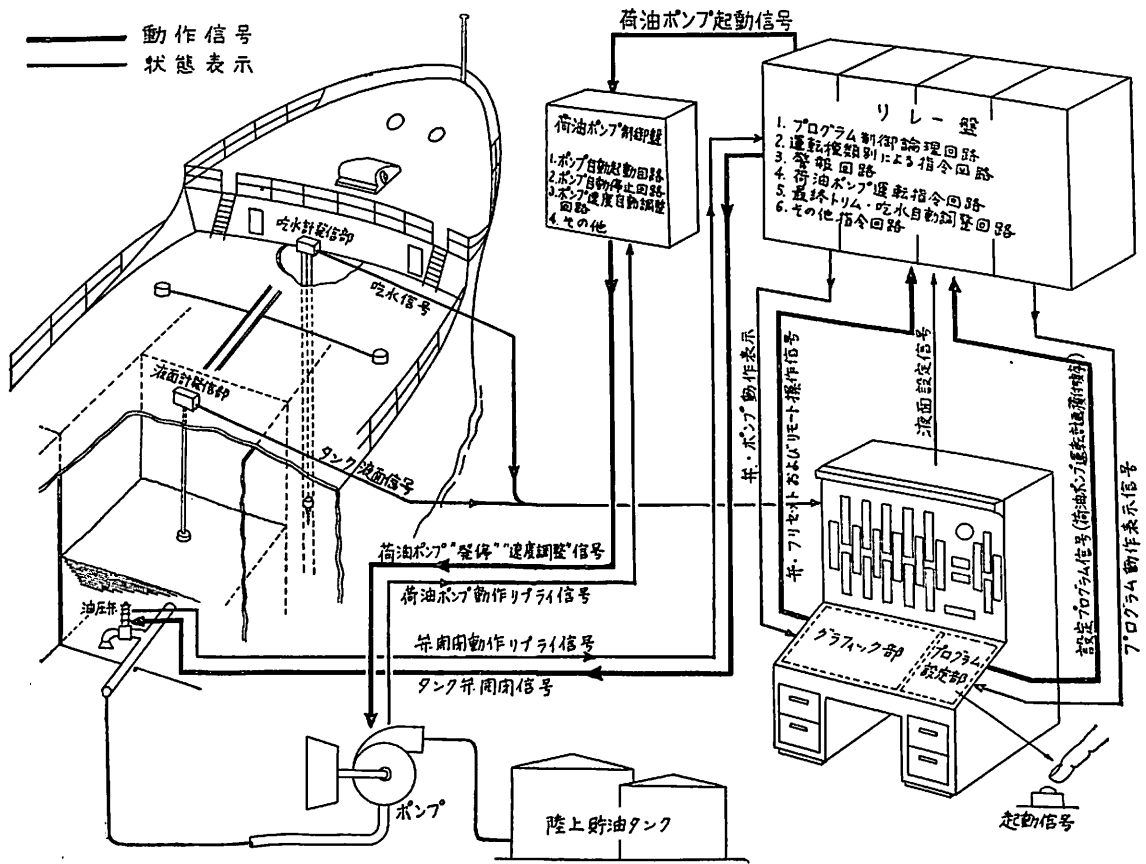 動作信号
状態表示
荷油ポンプ起動信号
荷油ポンプ制御盤
1.ポンプ自動起動回路
2.ポンプ自動停止回路
3.ポンプ速度自動調整
回路
4.その他
リレー盤
1. プログラム制御論理回路
2. 運転種類別による指令回路
3. 警報回路
4. 荷油ポンプ運転指令回路
5. 最終トリム・吃水自動調整回路
6. その他指令回路
吃水計発信部
吃水信号
液面計発信部
タンク液面信号
弁・ポンプ動作表示
弁・プリセットおよびリモート操作信号
液面設定信号
設定プログラム信号(荷油ポンプ運転計画
プログラム動作表示信号
荷油ポンプ"発停""速度調整"信号
荷油ポンプ動作リプライ信号
油圧弁
弁開閉動作リプライ信号
タンク弁開閉信号
グラフィック部
プログラム
設定部
ポンプ
陸上貯油タンク
起動信号